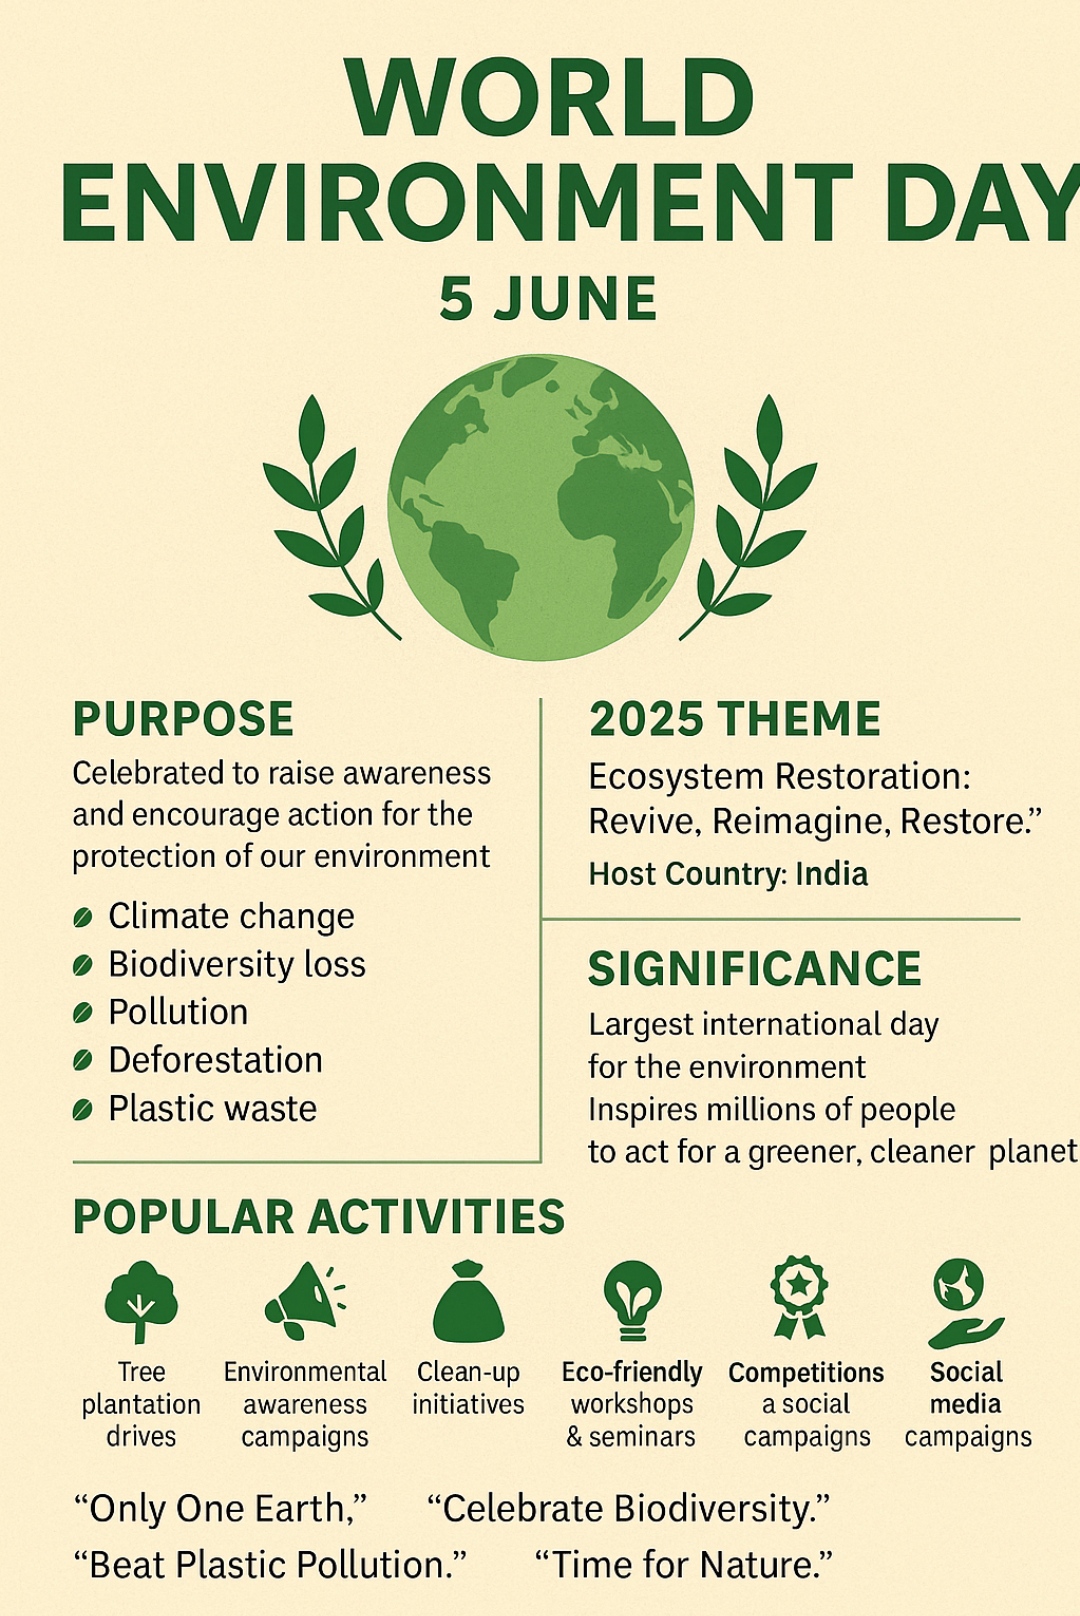 WORLD
ENVIRONMENT DAY
5 JUNE
PURPOSE
Celebrated to raise awareness
and encourage action for the
protection of our environment
Climate change
Biodiversity loss
Pollution
Deforestation
Plastic waste
2025 THEME
Ecosystem Restoration:
Revive, Reimagine, Restore.”
Host Country: India
SIGNIFICANCE
Largest international day
for the environment
Inspires millions of people
to act for a greener, cleaner planet
POPULAR ACTIVITIES
Tree
plantation
drives
Environmental
awareness
campaigns
Clean-up
initiatives
Eco-friendly
workshops
& seminars
Competitions
a social
campaigns
Social
media
campaigns
“Only One Earth,” “Celebrate Biodiversity.”
“Beat Plastic Pollution.” “Time for Nature.”